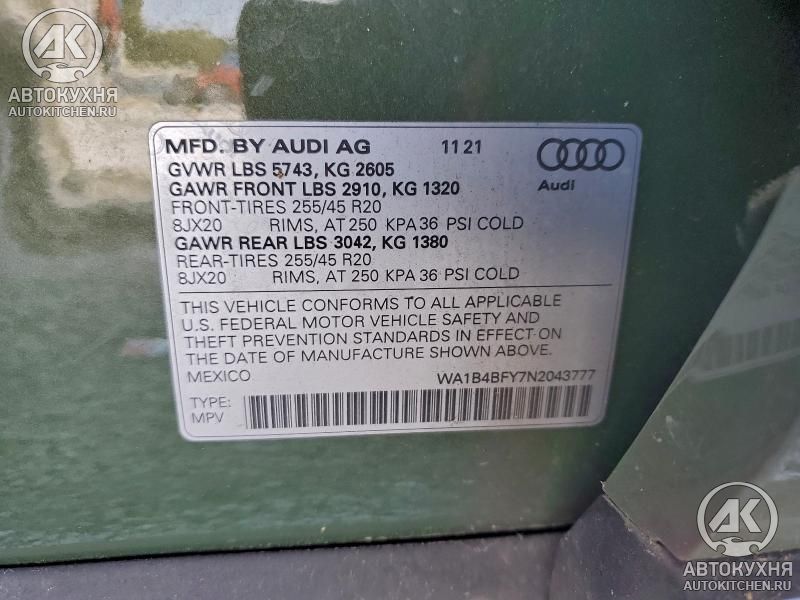 АК
АВТОКУХНЯ
AUTOKITCHEN.RU
MFD. BY AUDI AG 11 21
GVWR LBS 5743, KG 2605
GAWR FRONT LBS 2910, KG 1320
FRONT-TIRES 255/45 R20
8JX20 RIMS, AT 250 KPA 36 PSI COLD
GAWR REAR LBS 3042, KG 1380
REAR-TIRES 255/45 R20
8JX20 RIMS, AT 250 KPA 36 PSI COLD
Audi
THIS VEHICLE CONFORMS TO ALL APPLICABLE
U.S. FEDERAL MOTOR VEHICLE SAFETY AND
THEFT PREVENTION STANDARDS IN EFFECT ON
THE DATE OF MANUFACTURE SHOWN ABOVE.
MEXICO WA1B4BFY7N2043777
TYPE:
MPV
АК
АВТОКУХНЯ
AUTOKITCHEN.RU